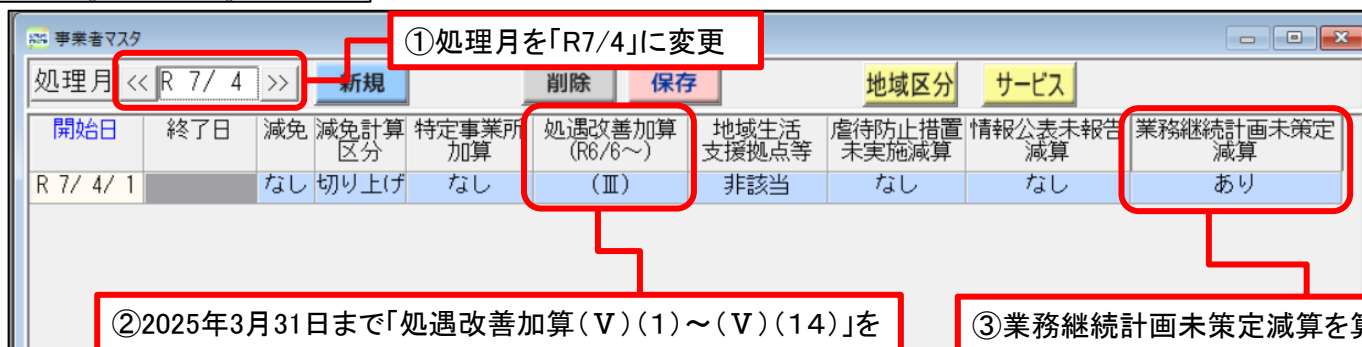 事業者マスタ
①処理月を「R7/4」に変更
処理月 << R 7/ 4 >> 新規 削除 保存 地域区分 サービス
開始日 終了日 減免 減免計算区分 特定事業所加算 処遇改善加算(R6/6～) 地域生活支援拠点等 虐待防止措置未実施減算 情報公表未報告減算 業務継続計画未策定減算
R 7/ 4/ 1 なし 切り上げ なし (Ⅲ) 非該当 なし なし あり
②2025年3月31日まで「処遇改善加算(Ⅴ)(1)～(Ⅴ)(14)」を
③業務継続計画未策定減算を